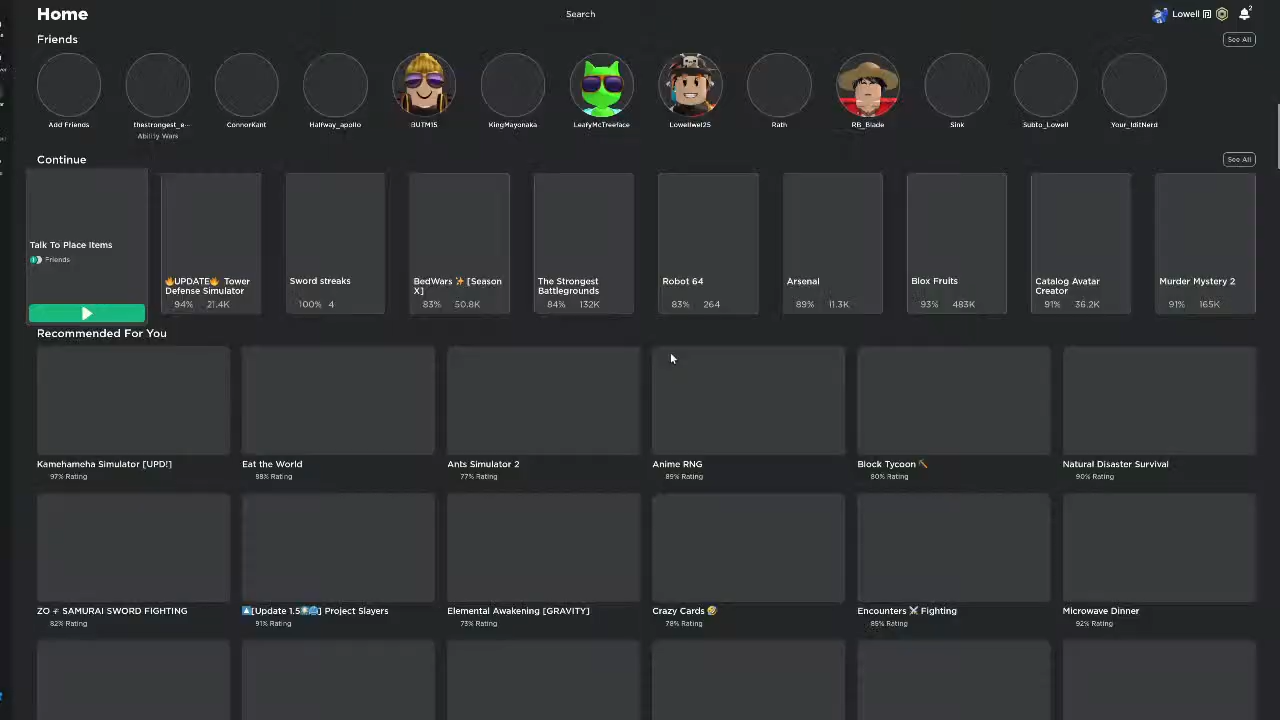 Home
Search
Lowell
2
Friends
See All
Add Friends
thestrongest_e...
ConnorKant
Halfway_apollo
BUTM15
KingMayonaka
LeafyMcTreeface
Lowellwel25
Rath
RB_Blade
Sink
Subto_Lowell
Your_IditNerd
Ability Wars
Continue
See All
Talk To Place Items
Friends
🔥UPDATE🔥 Tower
Defense Simulator
94% 21.4K
Sword streaks
100% 4
BedWars ✨ [Season
X]
83% 50.8K
The Strongest
Battlegrounds
84% 132K
Robot 64
83% 264
Arsenal
89% 11.3K
Blox Fruits
93% 483K
Catalog Avatar
Creator
91% 36.2K
Murder Mystery 2
91% 165K
Recommended For You
Kamehameha Simulator [UPD!]
97% Rating
Eat the World
88% Rating
Ants Simulator 2
77% Rating
Anime RNG
89% Rating
Block Tycoon ⛏️
80% Rating
Natural Disaster Survival
90% Rating
ZO 〆 SAMURAI SWORD FIGHTING
82% Rating
[Update 1.5] Project Slayers
91% Rating
Elemental Awakening [GRAVITY]
73% Rating
Crazy Cards 🤣
78% Rating
Encounters ⚔️ Fighting
85% Rating
Microwave Dinner
92% Rating